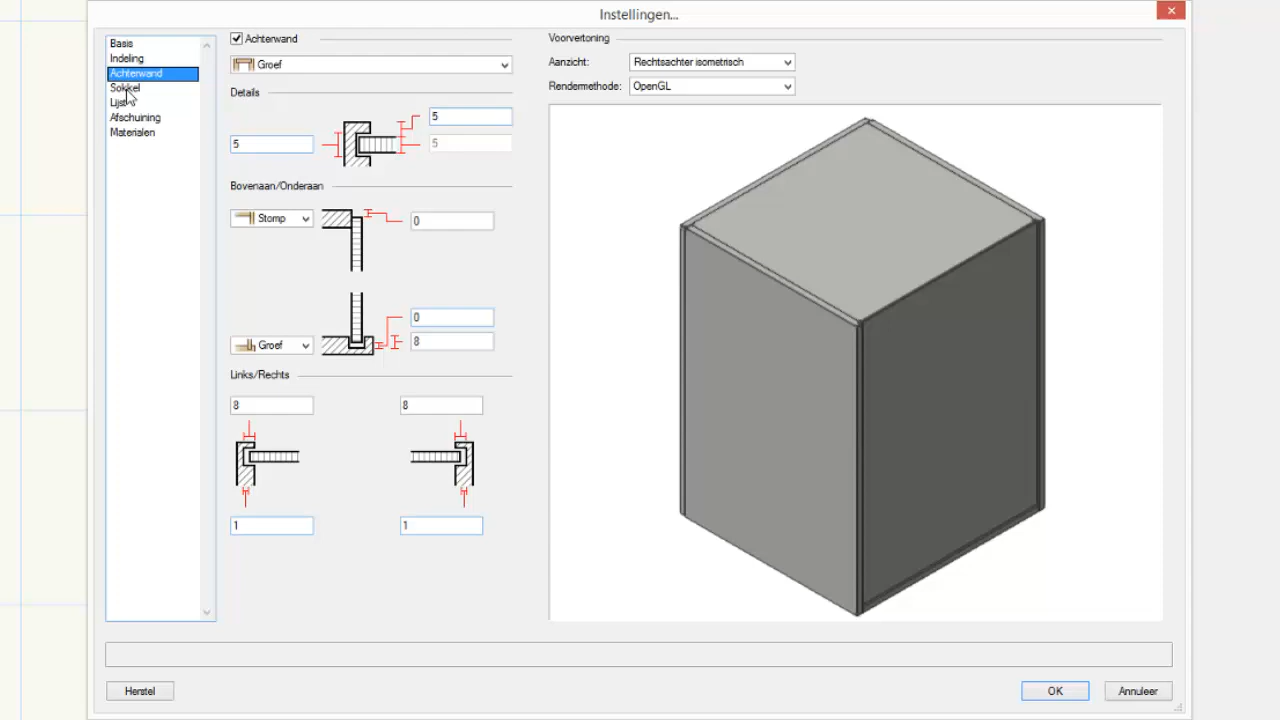 Instellingen...
Basis
Indeling
Achterwand
Sokkel
Lijst
Afschuining
Materialen
Achterwand
Groef
Details
5
5
5
Bovenaan/Onderaan
Stomp
0
0
Groef
8
Links/Rechts
8
8
1
1
Voorvertoning
Aanzicht:
Rechtsachter isometrisch
Rendemethode:
OpenGL
Herstel
OK
Annuleer